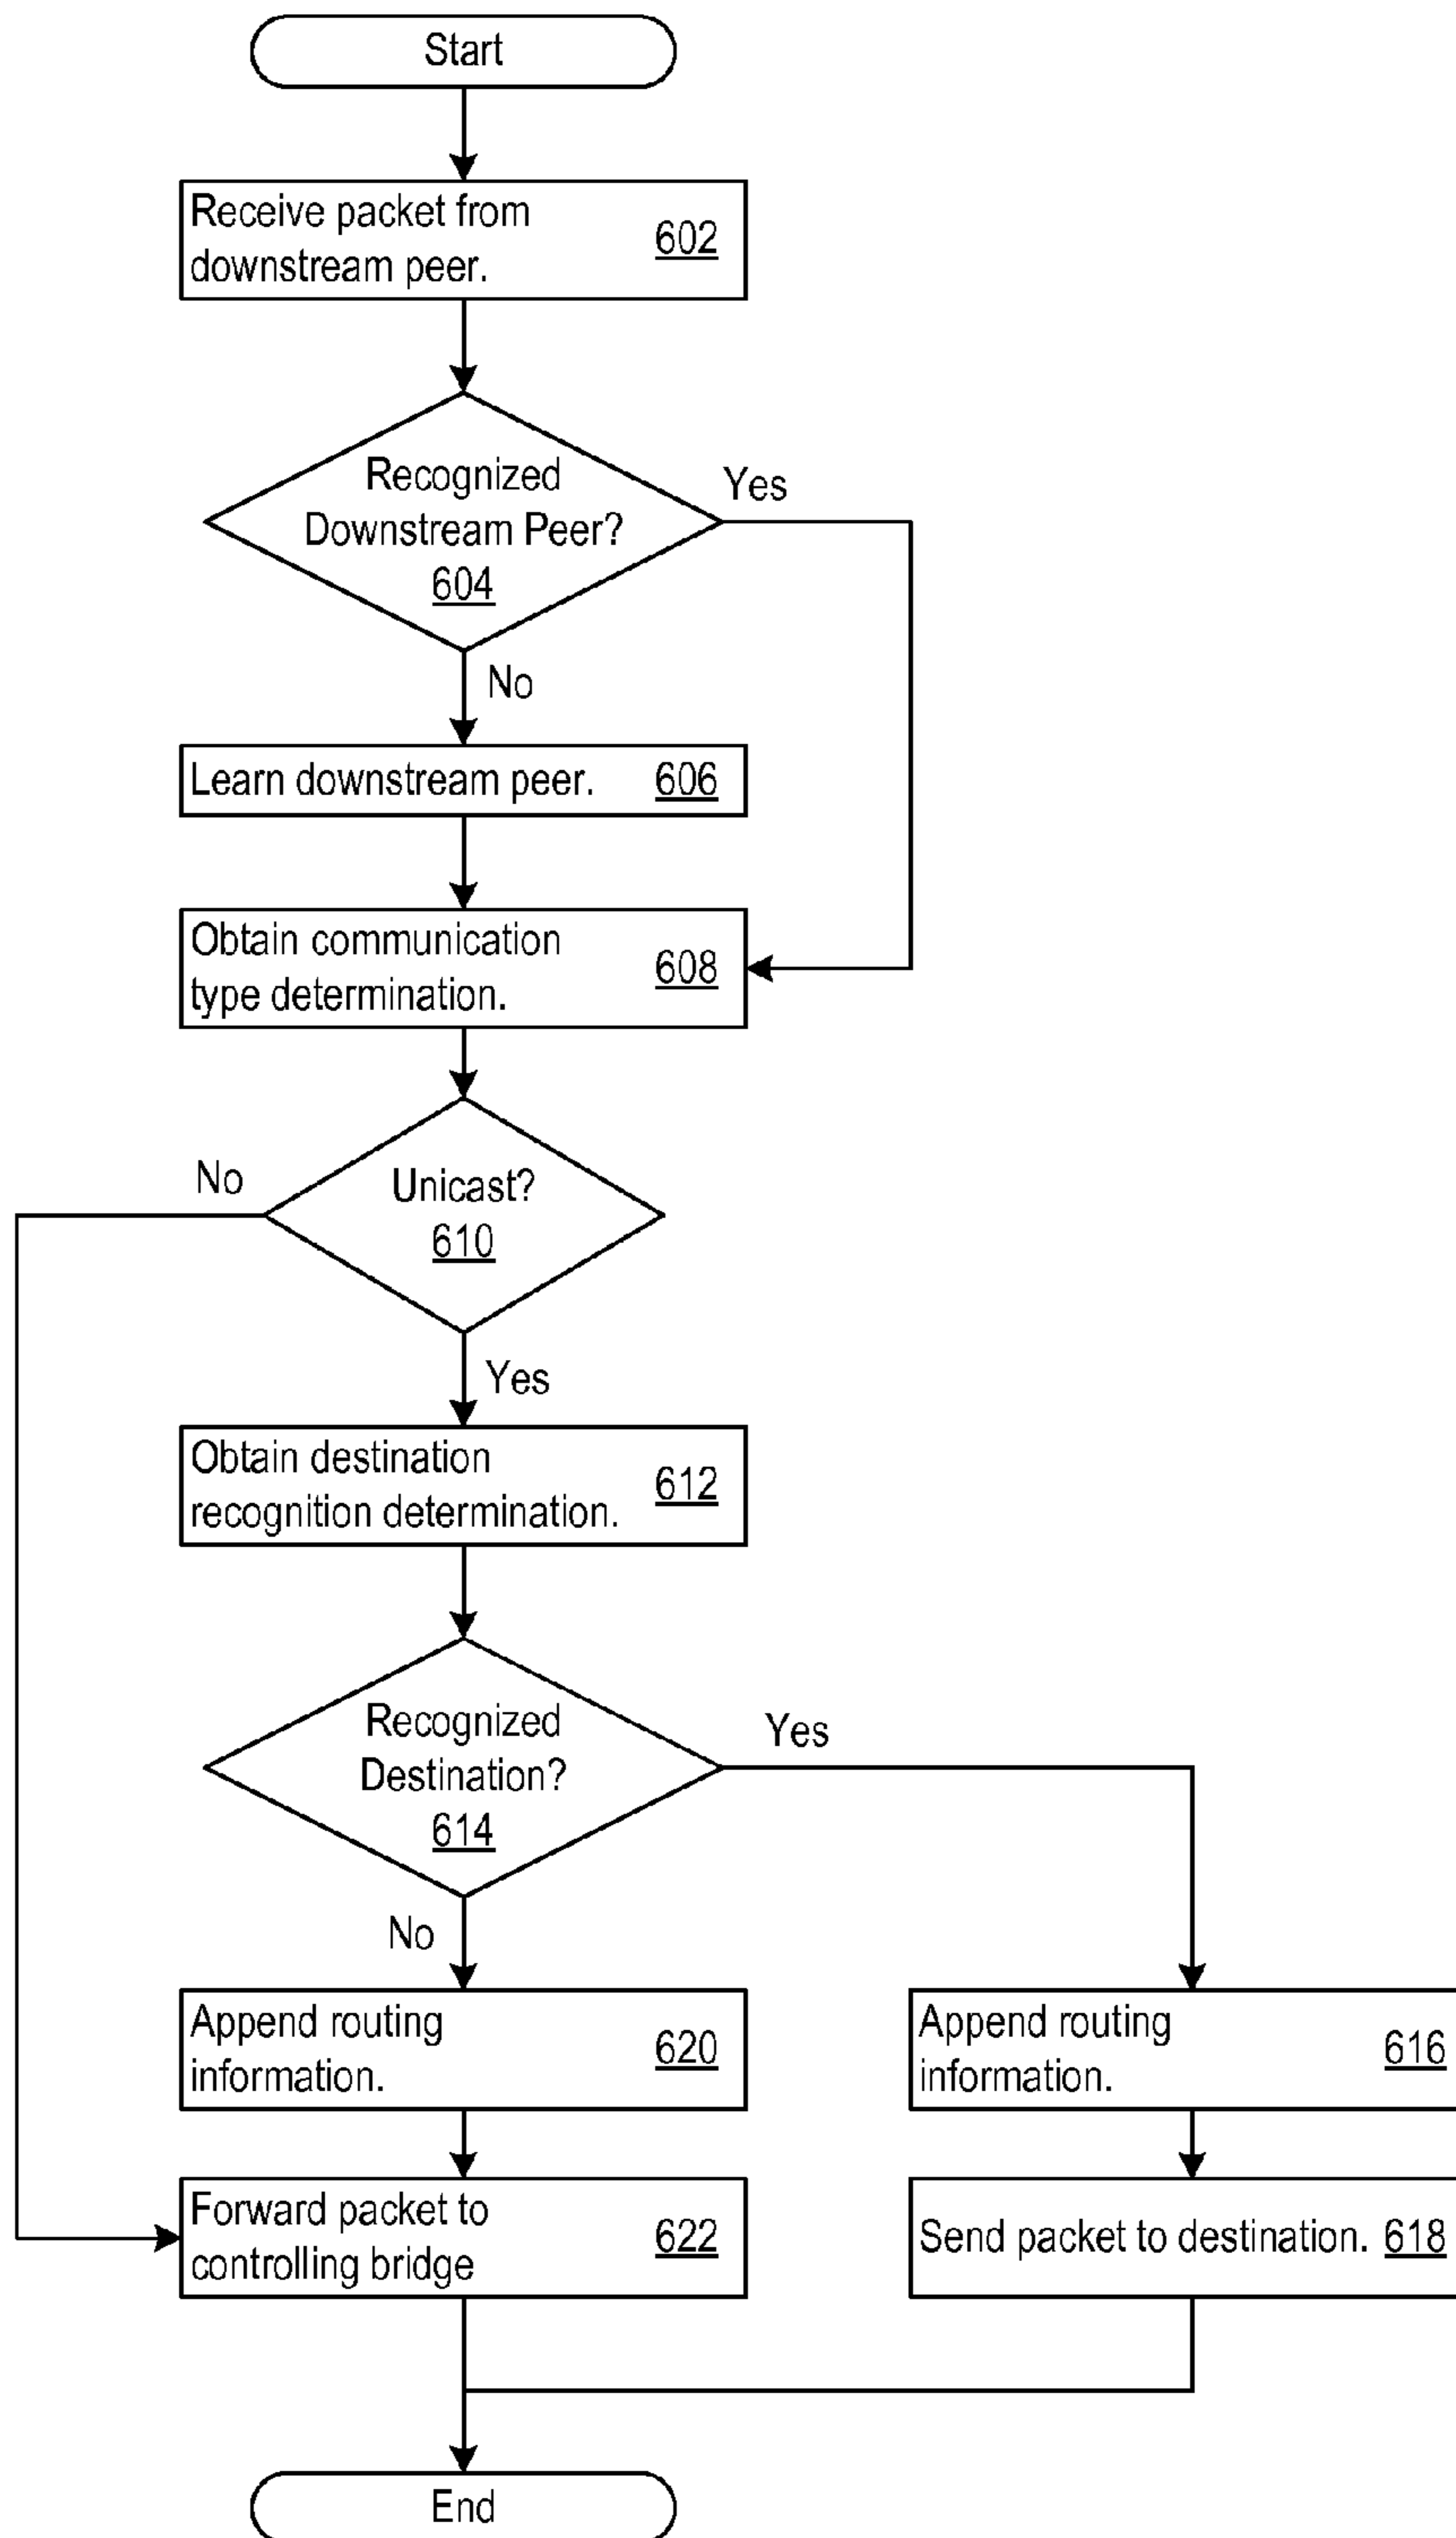 Start
Receive packet from
downstream peer.
602
Recognized
Downstream Peer?
604
Yes
No
Learn downstream peer.
606
Obtain communication
type determination.
608
No
Unicast?
610
Yes
Obtain destination
recognition determination.
612
Recognized
Destination?
614
Yes
No
Append routing
information.
620
Append routing
information.
616
Forward packet to
controlling bridge
622
Send packet to destination.
618
End